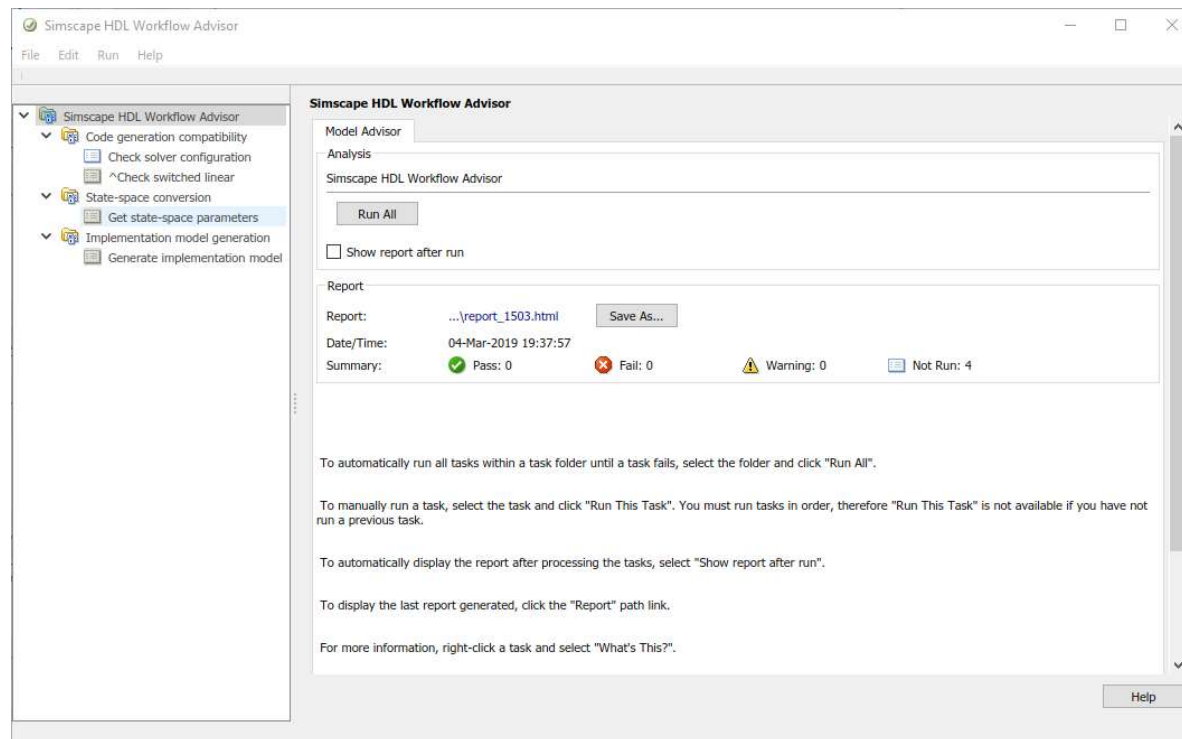 Simscape HDL Workflow Advisor
File Edit Run Help
Simscape HDL Workflow Advisor
Code generation compatibility
Check solver configuration
^Check switched linear
State-space conversion
Get state-space parameters
Implementation model generation
Generate implementation model
Simscape HDL Workflow Advisor
Model Advisor
Analysis
Simscape HDL Workflow Advisor
Run All
Show report after run
Report
Report: ...\report_1503.html Save As...
Date/Time: 04-Mar-2019 19:37:57
Summary: Pass: 0 Fail: 0 Warning: 0 Not Run: 4
To automatically run all tasks within a task folder until a task fails, select the folder and click "Run All".
To manually run a task, select the task and click "Run This Task". You must run tasks in order, therefore "Run This Task" is not available if you have not
run a previous task.
To automatically display the report after processing the tasks, select "Show report after run".
To display the last report generated, click the "Report" path link.
For more information, right-click a task and select "What's This?".
Help